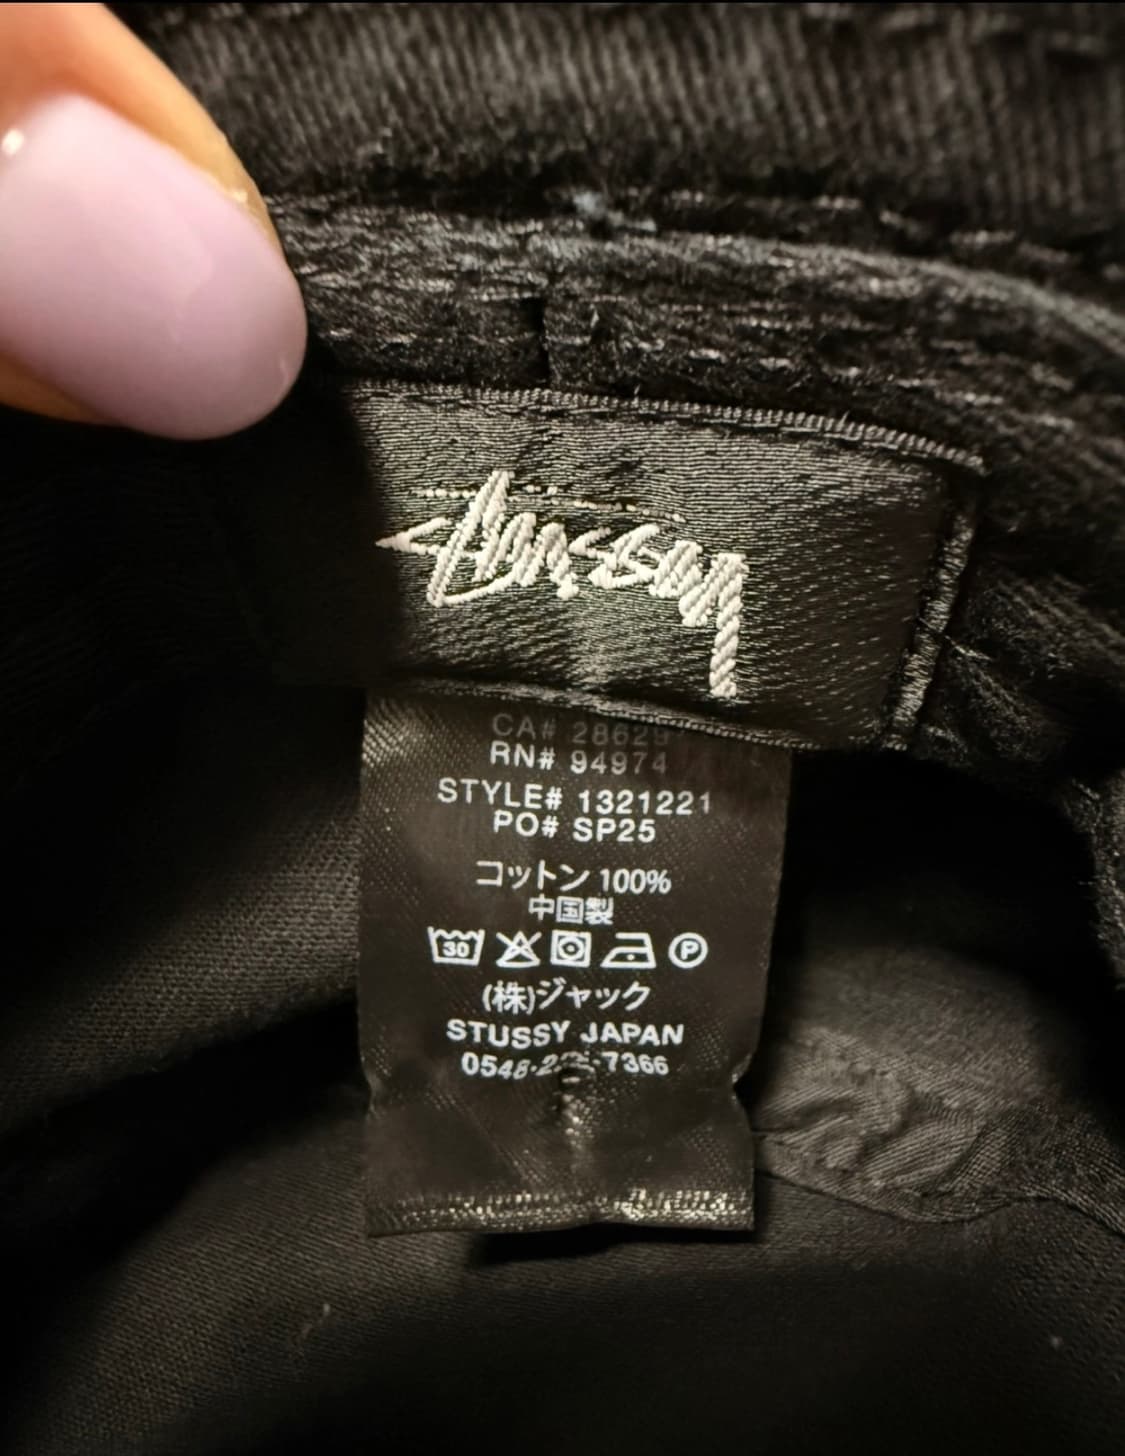 Stüssy
CA# 28629
RN# 94974
STYLE# 1321221
PO# SP25
コットン 100%
中国製
30 P
(株)ジャック
STUSSY JAPAN